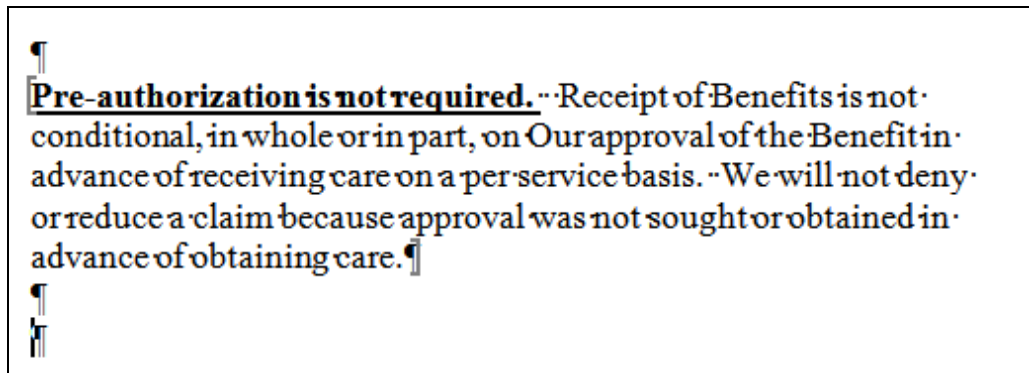 ¶
Pre-authorization is not required.  Receipt of Benefits is not
conditional, in whole or in part, on Our approval of the Benefit in
advance of receiving care on a per service basis.  We will not deny
or reduce a claim because approval was not sought or obtained in
advance of obtaining care.¶
¶
¶